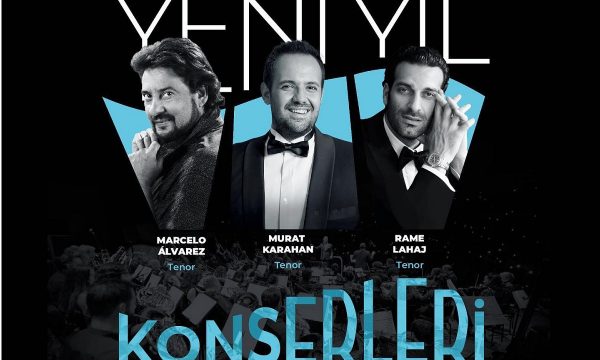 YENİ YIL
MARCELO
ÁLVAREZ
Tenor
MURAT
KARAHAN
Tenor
RAME
LAHAJ
Tenor
KONSERLERİ